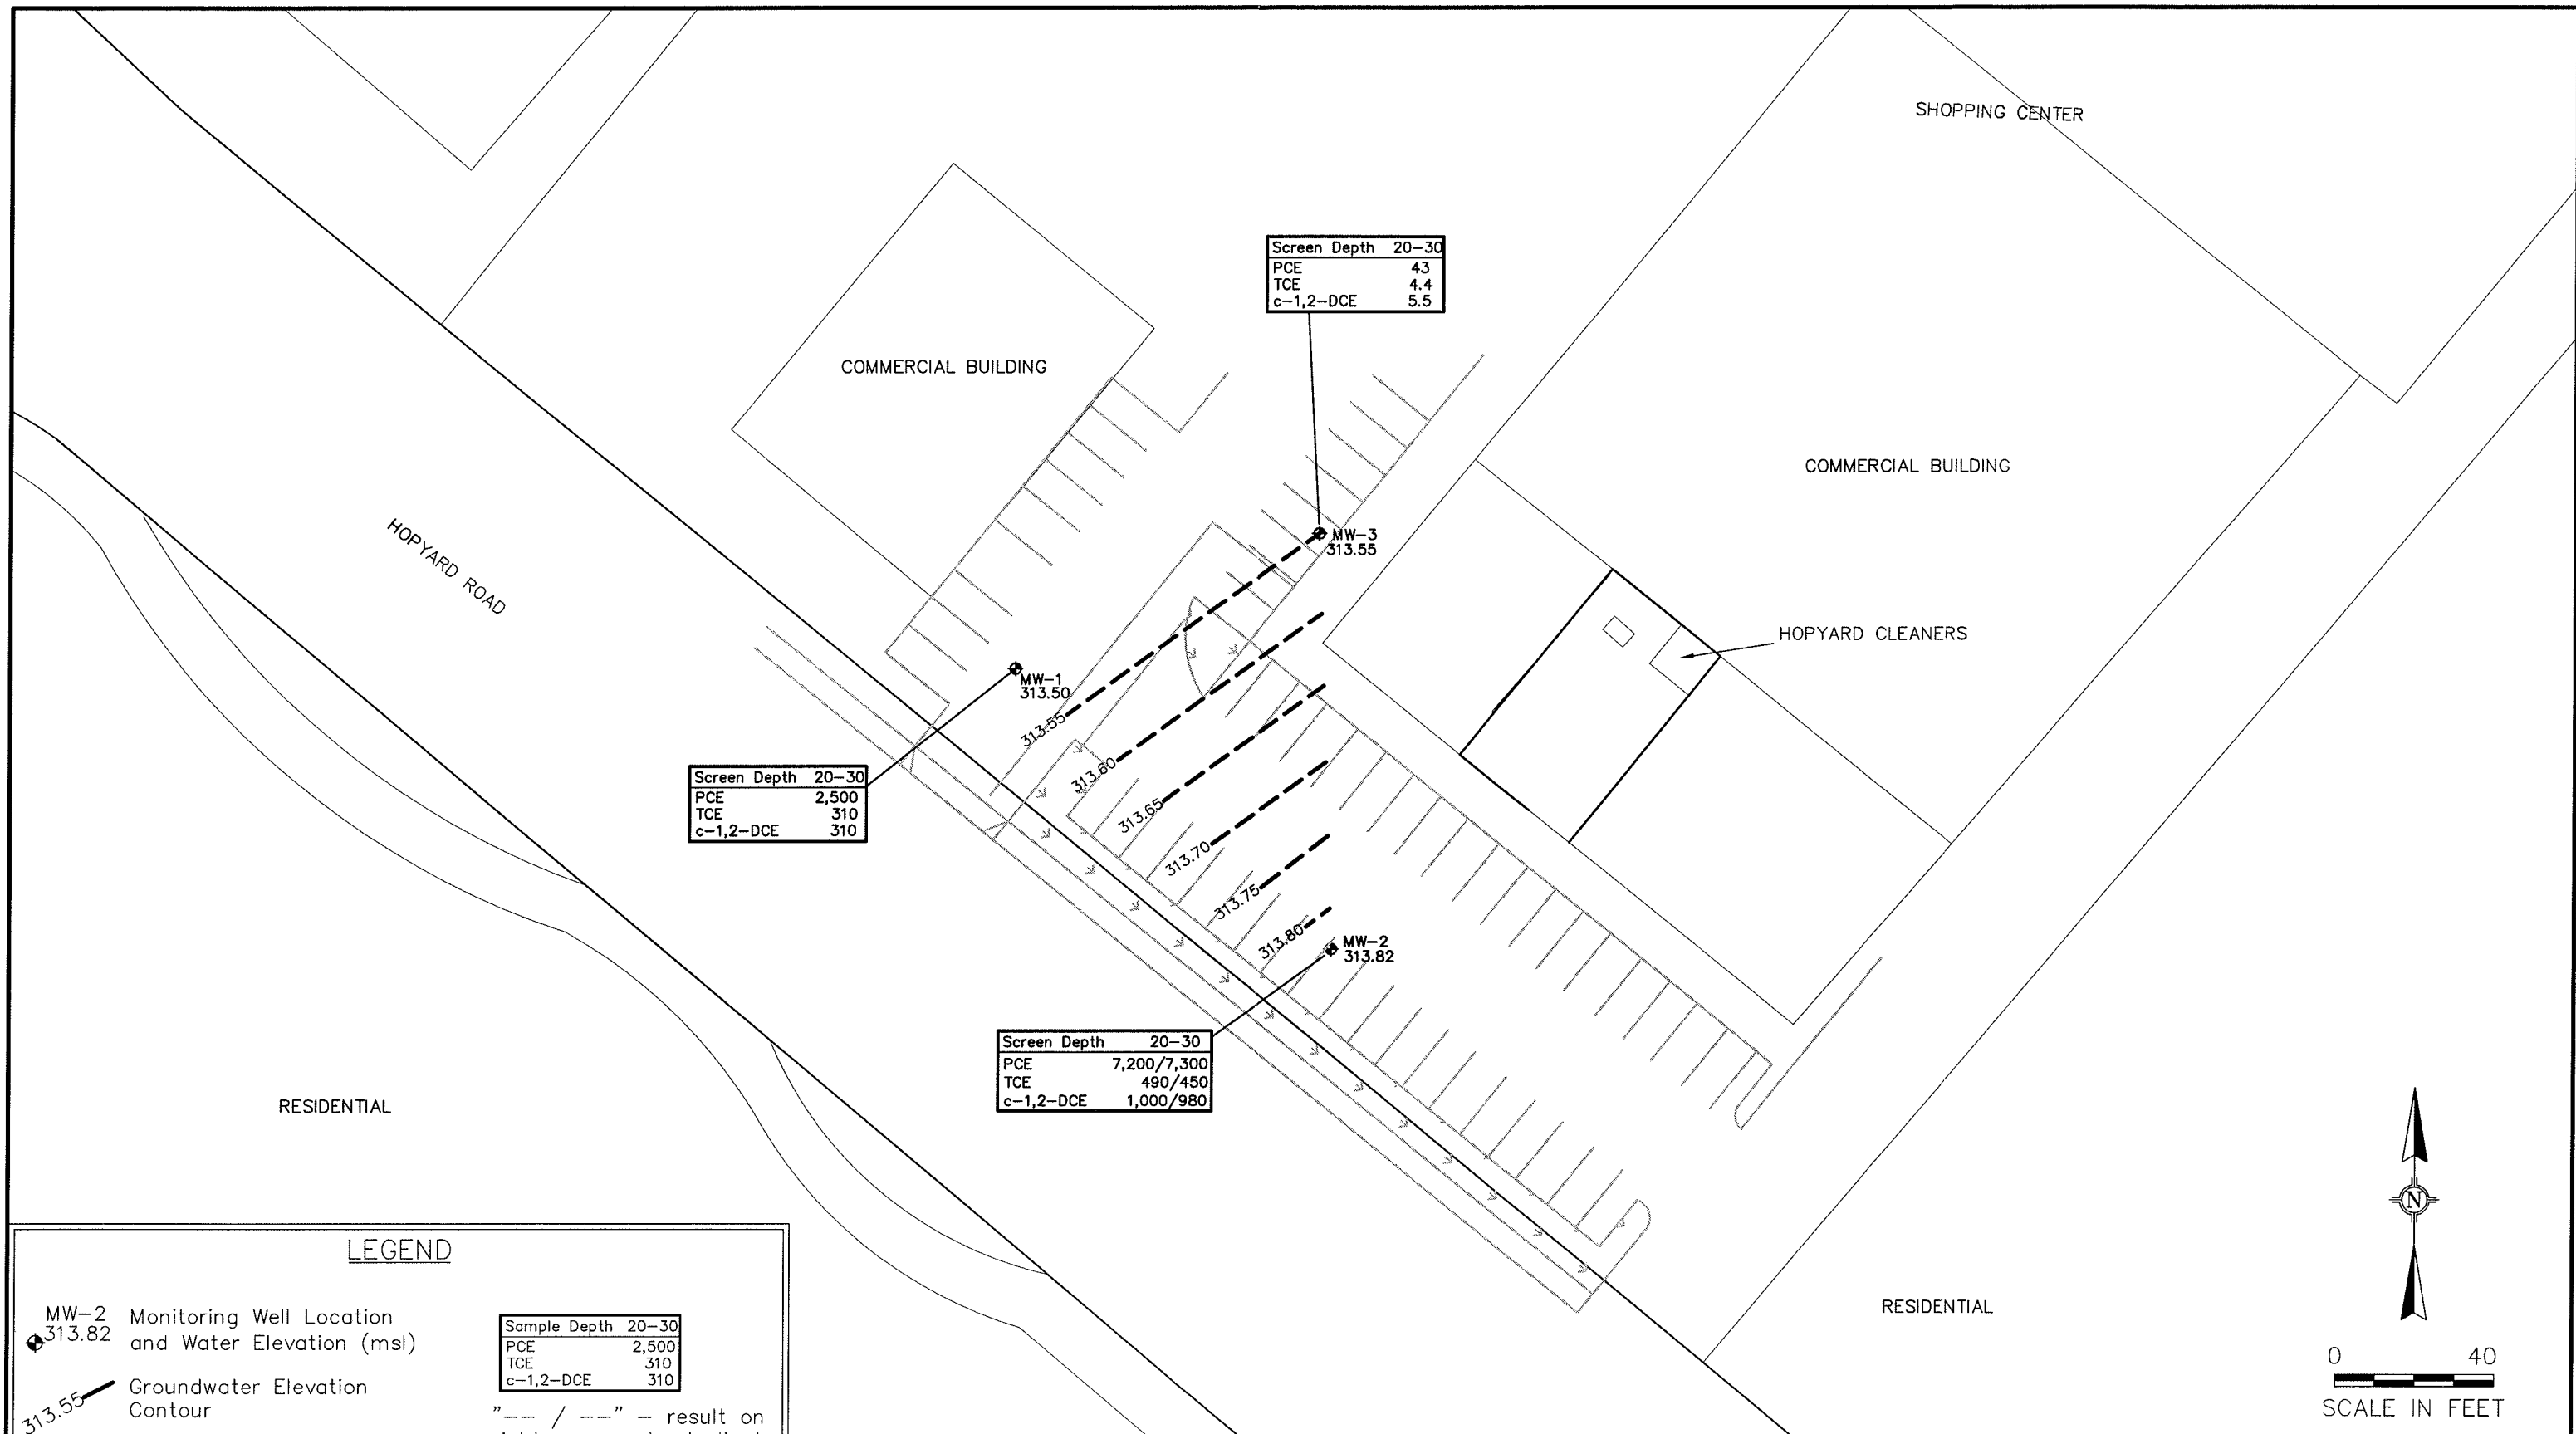 SHOPPING CENTER
Screen Depth 20-30
PCE 43
TCE 4.4
c-1,2-DCE 5.5
COMMERCIAL BUILDING
COMMERCIAL BUILDING
HOPYARD ROAD
MW-3
313.55
HOPYARD CLEANERS
MW-1
313.50
313.55
313.60
313.65
313.70
313.75
313.80
Screen Depth 20-30
PCE 2,500
TCE 310
c-1,2-DCE 310
MW-2
313.82
Screen Depth 20-30
PCE 7,200/7,300
TCE 490/450
c-1,2-DCE 1,000/980
RESIDENTIAL
RESIDENTIAL
N
0 40
SCALE IN FEET
LEGEND
MW-2
313.82
Monitoring Well Location
and Water Elevation (msl)
313.55
Groundwater Elevation
Contour
Sample Depth 20-30
PCE 2,500
TCE 310
c-1,2-DCE 310
"-- / --" - result on